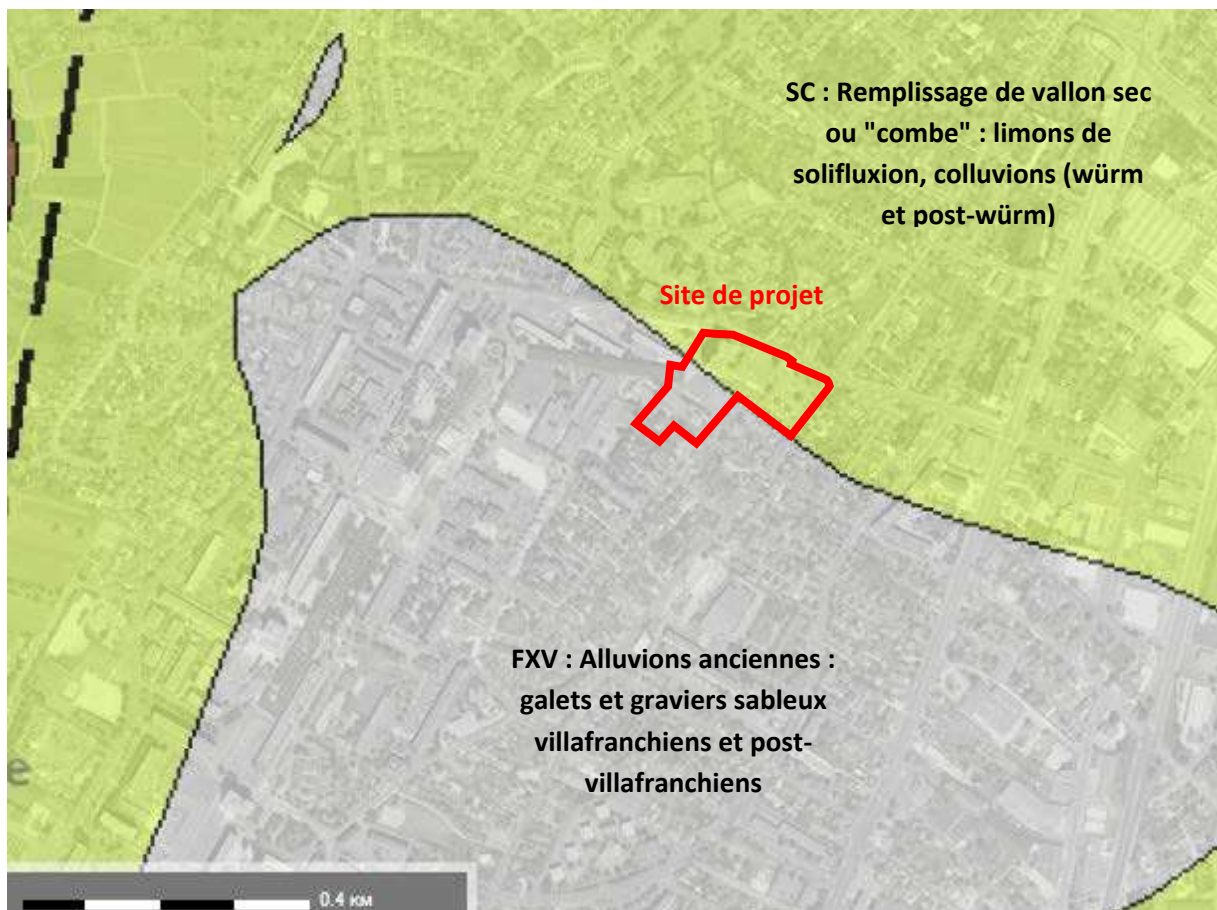 SC : Remplissage de vallon sec
ou "combe" : limons de
solifluxion, colluvions (würm
et post-würm)
Site de projet
FXV : Alluvions anciennes :
galets et graviers sableux
villafranchiens et post-
villafranchiens
e
0.4 км